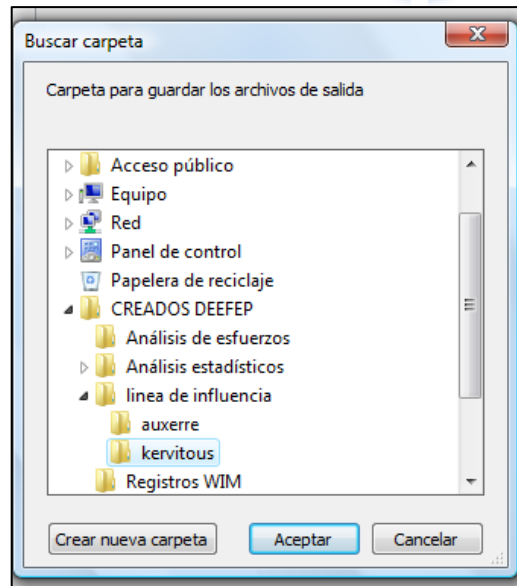 Buscar carpeta
Carpeta para guardar los archivos de salida
Acceso público
Equipo
Red
Panel de control
Papelera de reciclaje
CREADOS DEEFEP
Análisis de esfuerzos
Análisis estadísticos
linea de influencia
auxerre
kervitous
Registros WIM
Crear nueva carpeta Aceptar Cancelar